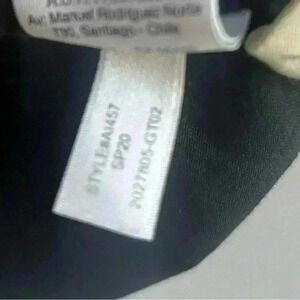 Av. Manuel Rodriguez Norte
730, Santiago - Chile
STYLE#AI457
SP20
2027805-GT02